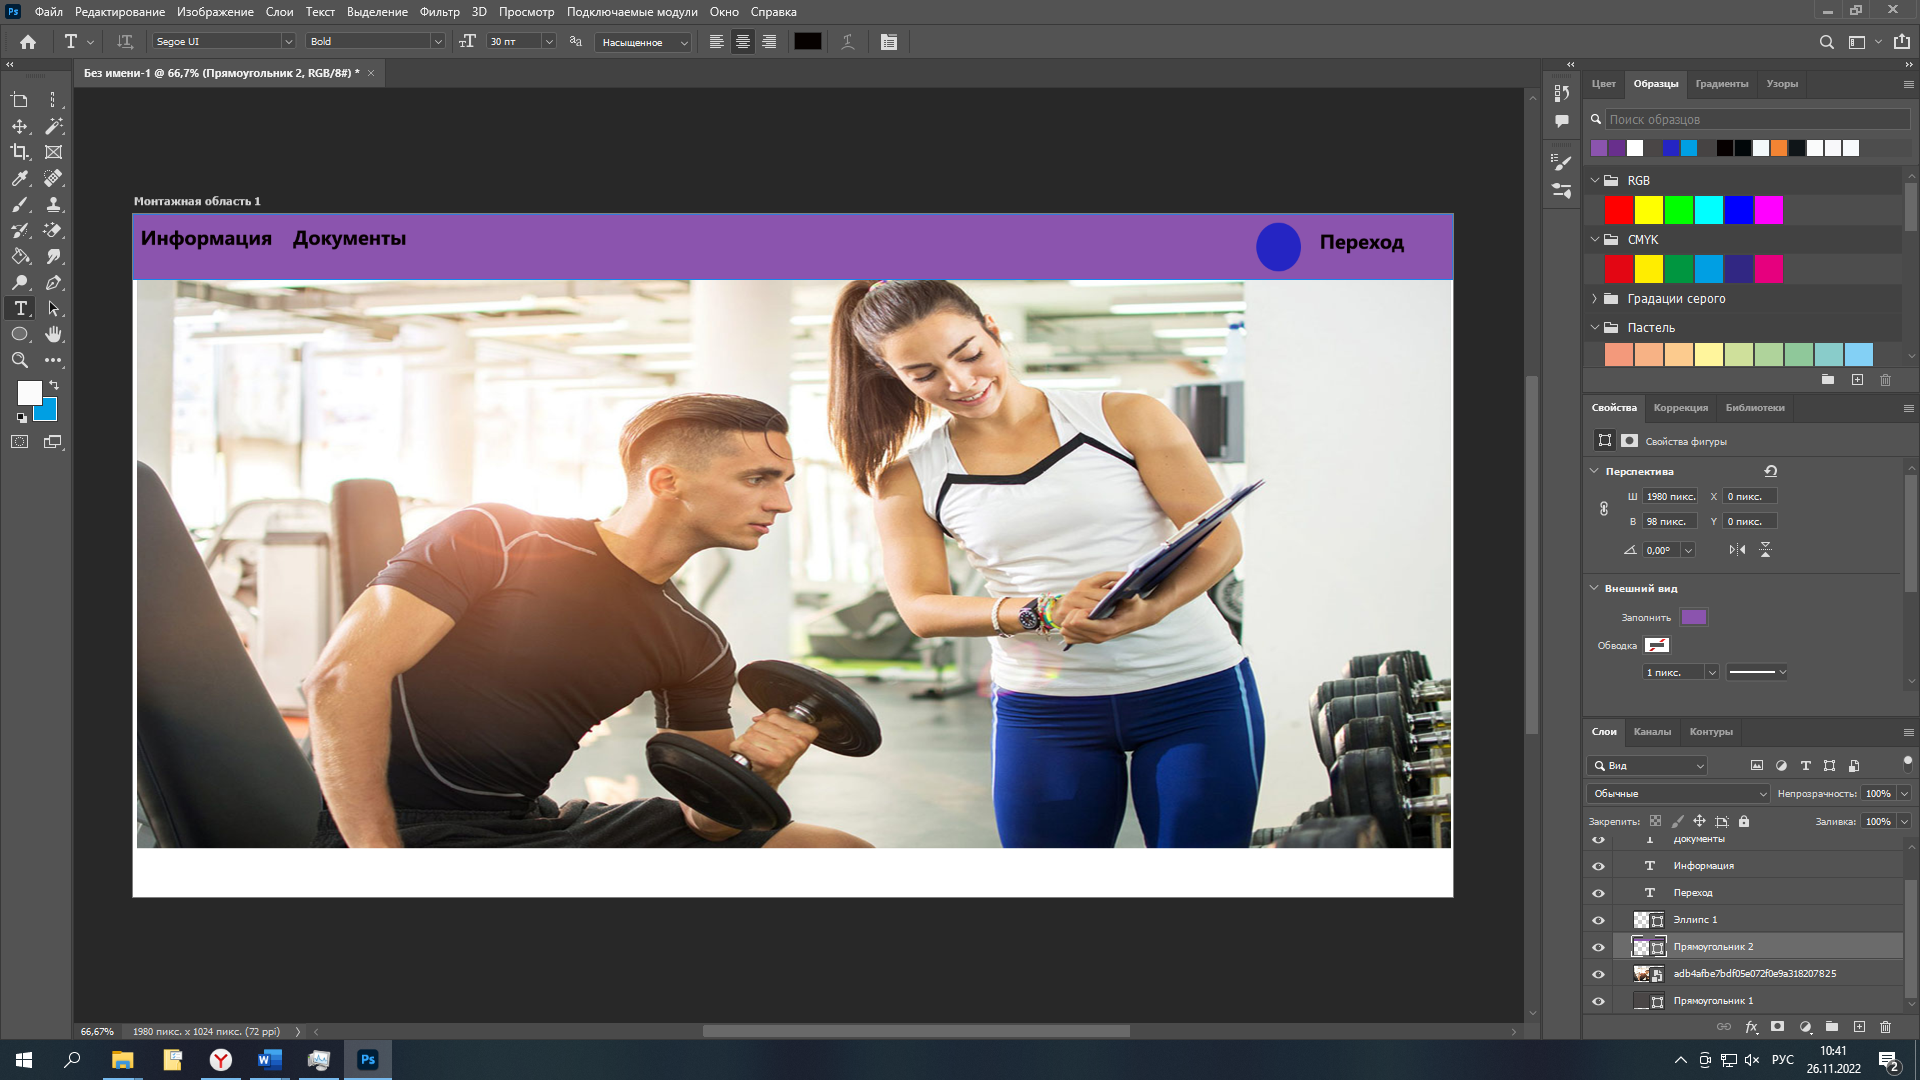 Ps Файл Редактирование Изображение Слои Текст Выделение Фильтр 3D Просмотр Подключаемые модули Окно Справка
Segoe UI Bold 30 пт Насыщенное
Без имени-1 @ 66,7% (Прямоугольник 2, RGB/8#) *
Монтажная область 1
Информация Документы Переход
66,67% 1980 пикс. x 1024 пикс. (72 ppi)
Цвет Образцы Градиенты Узоры
Поиск образцов
RGB
CMYK
Градации серого
Пастель
Свойства Коррекция Библиотеки
Свойства фигуры
Перспектива
Ш 1980 пикс. X 0 пикс.
В 98 пикс. Y 0 пикс.
0,00°
Внешний вид
Заполнить
Обводка
1 пикс.
Слои Каналы Контуры
Вид
Обычные Непрозрачность: 100%
Закрепить: Заливка: 100%
Документы
Информация
Переход
Эллипс 1
Прямоугольник 2
adb4afbe7bdf05e072f0e9a318207825
Прямоугольник 1
РУС 10:41
26.11.2022
2